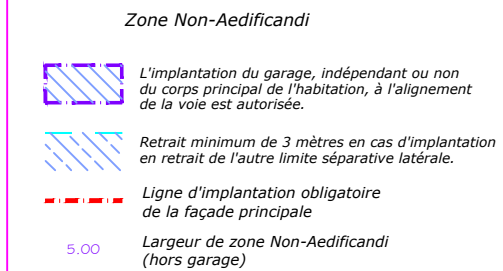 Zone Non-Aedificandi
L'implantation du garage, indépendant ou non
du corps principal de l'habitation, à l'alignement
de la voie est autorisée.
Retrait minimum de 3 mètres en cas d'implantation
en retrait de l'autre limite séparative latérale.
Ligne d'implantation obligatoire
de la façade principale
5.00
Largeur de zone Non-Aedificandi
(hors garage)